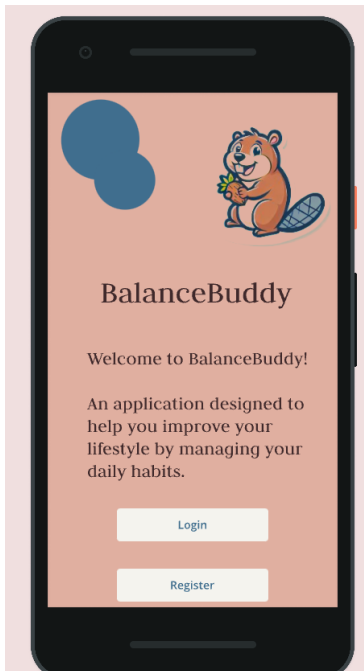 BalanceBuddy
Welcome to BalanceBuddy!
An application designed to
help you improve your
lifestyle by managing your
daily habits.
Login
Register